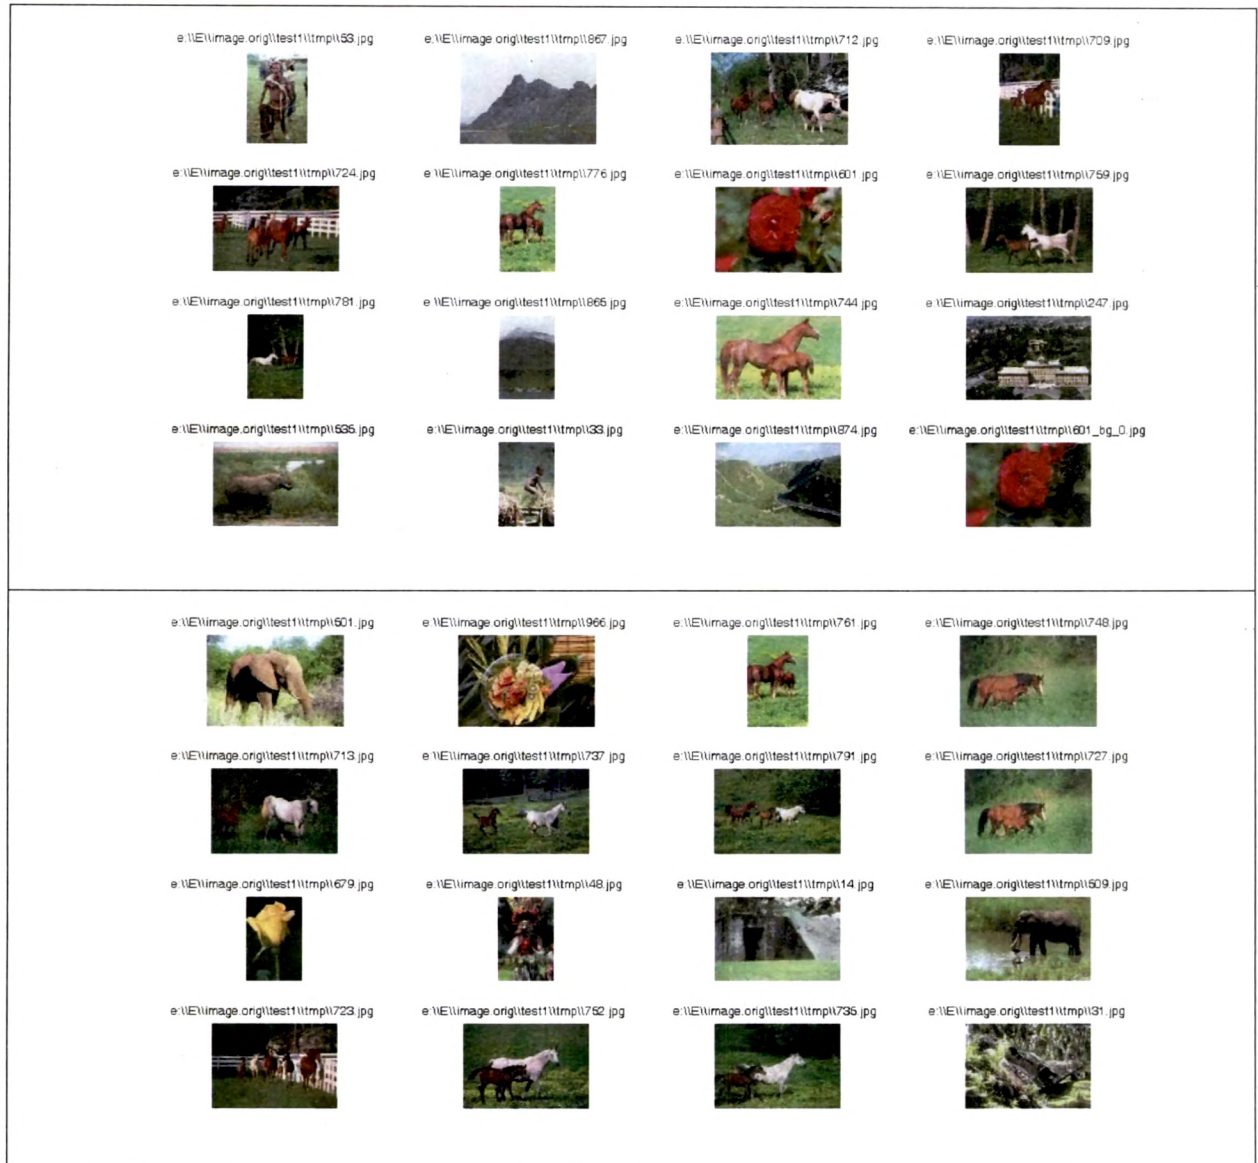 e:\\E\\image.orig\\test1\\tmp\\53.jpg
e:\\E\\image.orig\\test1\\tmp\\867.jpg
e:\\E\\image.orig\\test1\\tmp\\712.jpg
e:\\E\\image.orig\\test1\\tmp\\709.jpg
e:\\E\\image.orig\\test1\\tmp\\724.jpg
e:\\E\\image.orig\\test1\\tmp\\776.jpg
e:\\E\\image.orig\\test1\\tmp\\601.jpg
e:\\E\\image.orig\\test1\\tmp\\759.jpg
e:\\E\\image.orig\\test1\\tmp\\781.jpg
e:\\E\\image.orig\\test1\\tmp\\865.jpg
e:\\E\\image.orig\\test1\\tmp\\744.jpg
e:\\E\\image.orig\\test1\\tmp\\247.jpg
e:\\E\\image.orig\\test1\\tmp\\535.jpg
e:\\E\\image.orig\\test1\\tmp\\33.jpg
e:\\E\\image.orig\\test1\\tmp\\874.jpg
e:\\E\\image.orig\\test1\\tmp\\601_bg_0.jpg
e:\\E\\image.orig\\test1\\tmp\\501.jpg
e:\\E\\image.orig\\test1\\tmp\\966.jpg
e:\\E\\image.orig\\test1\\tmp\\761.jpg
e:\\E\\image.orig\\test1\\tmp\\748.jpg
e:\\E\\image.orig\\test1\\tmp\\713.jpg
e:\\E\\image.orig\\test1\\tmp\\737.jpg
e:\\E\\image.orig\\test1\\tmp\\791.jpg
e:\\E\\image.orig\\test1\\tmp\\727.jpg
e:\\E\\image.orig\\test1\\tmp\\679.jpg
e:\\E\\image.orig\\test1\\tmp\\48.jpg
e:\\E\\image.orig\\test1\\tmp\\14.jpg
e:\\E\\image.orig\\test1\\tmp\\509.jpg
e:\\E\\image.orig\\test1\\tmp\\723.jpg
e:\\E\\image.orig\\test1\\tmp\\752.jpg
e:\\E\\image.orig\\test1\\tmp\\735.jpg
e:\\E\\image.orig\\test1\\tmp\\31.jpg